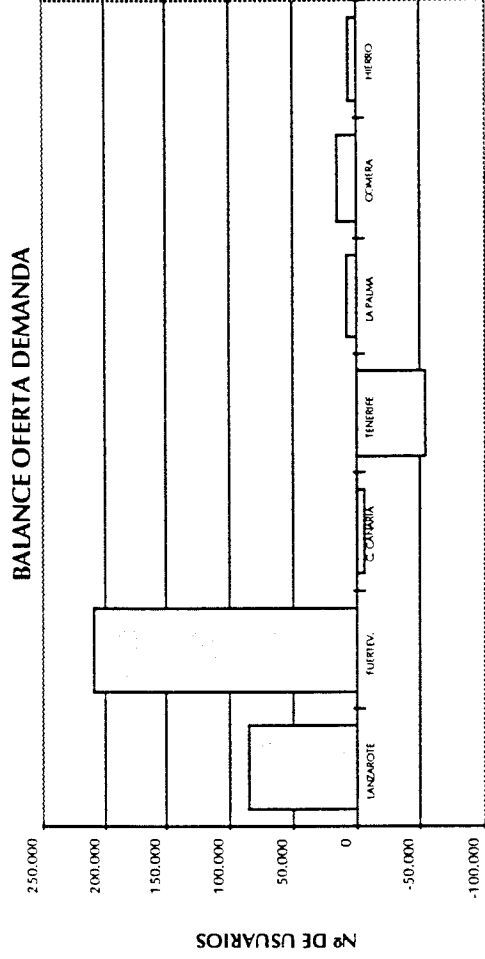 BALANCE OFERTA DEMANDA
Nº DE USUARIOS
250.000
200.000
150.000
100.000
50.000
0
-50.000
-100.000
LANZAROTE
FUERTEV.
C. CANARIA
TENERIFE
LA PALMA
GOMERA
HIERRO